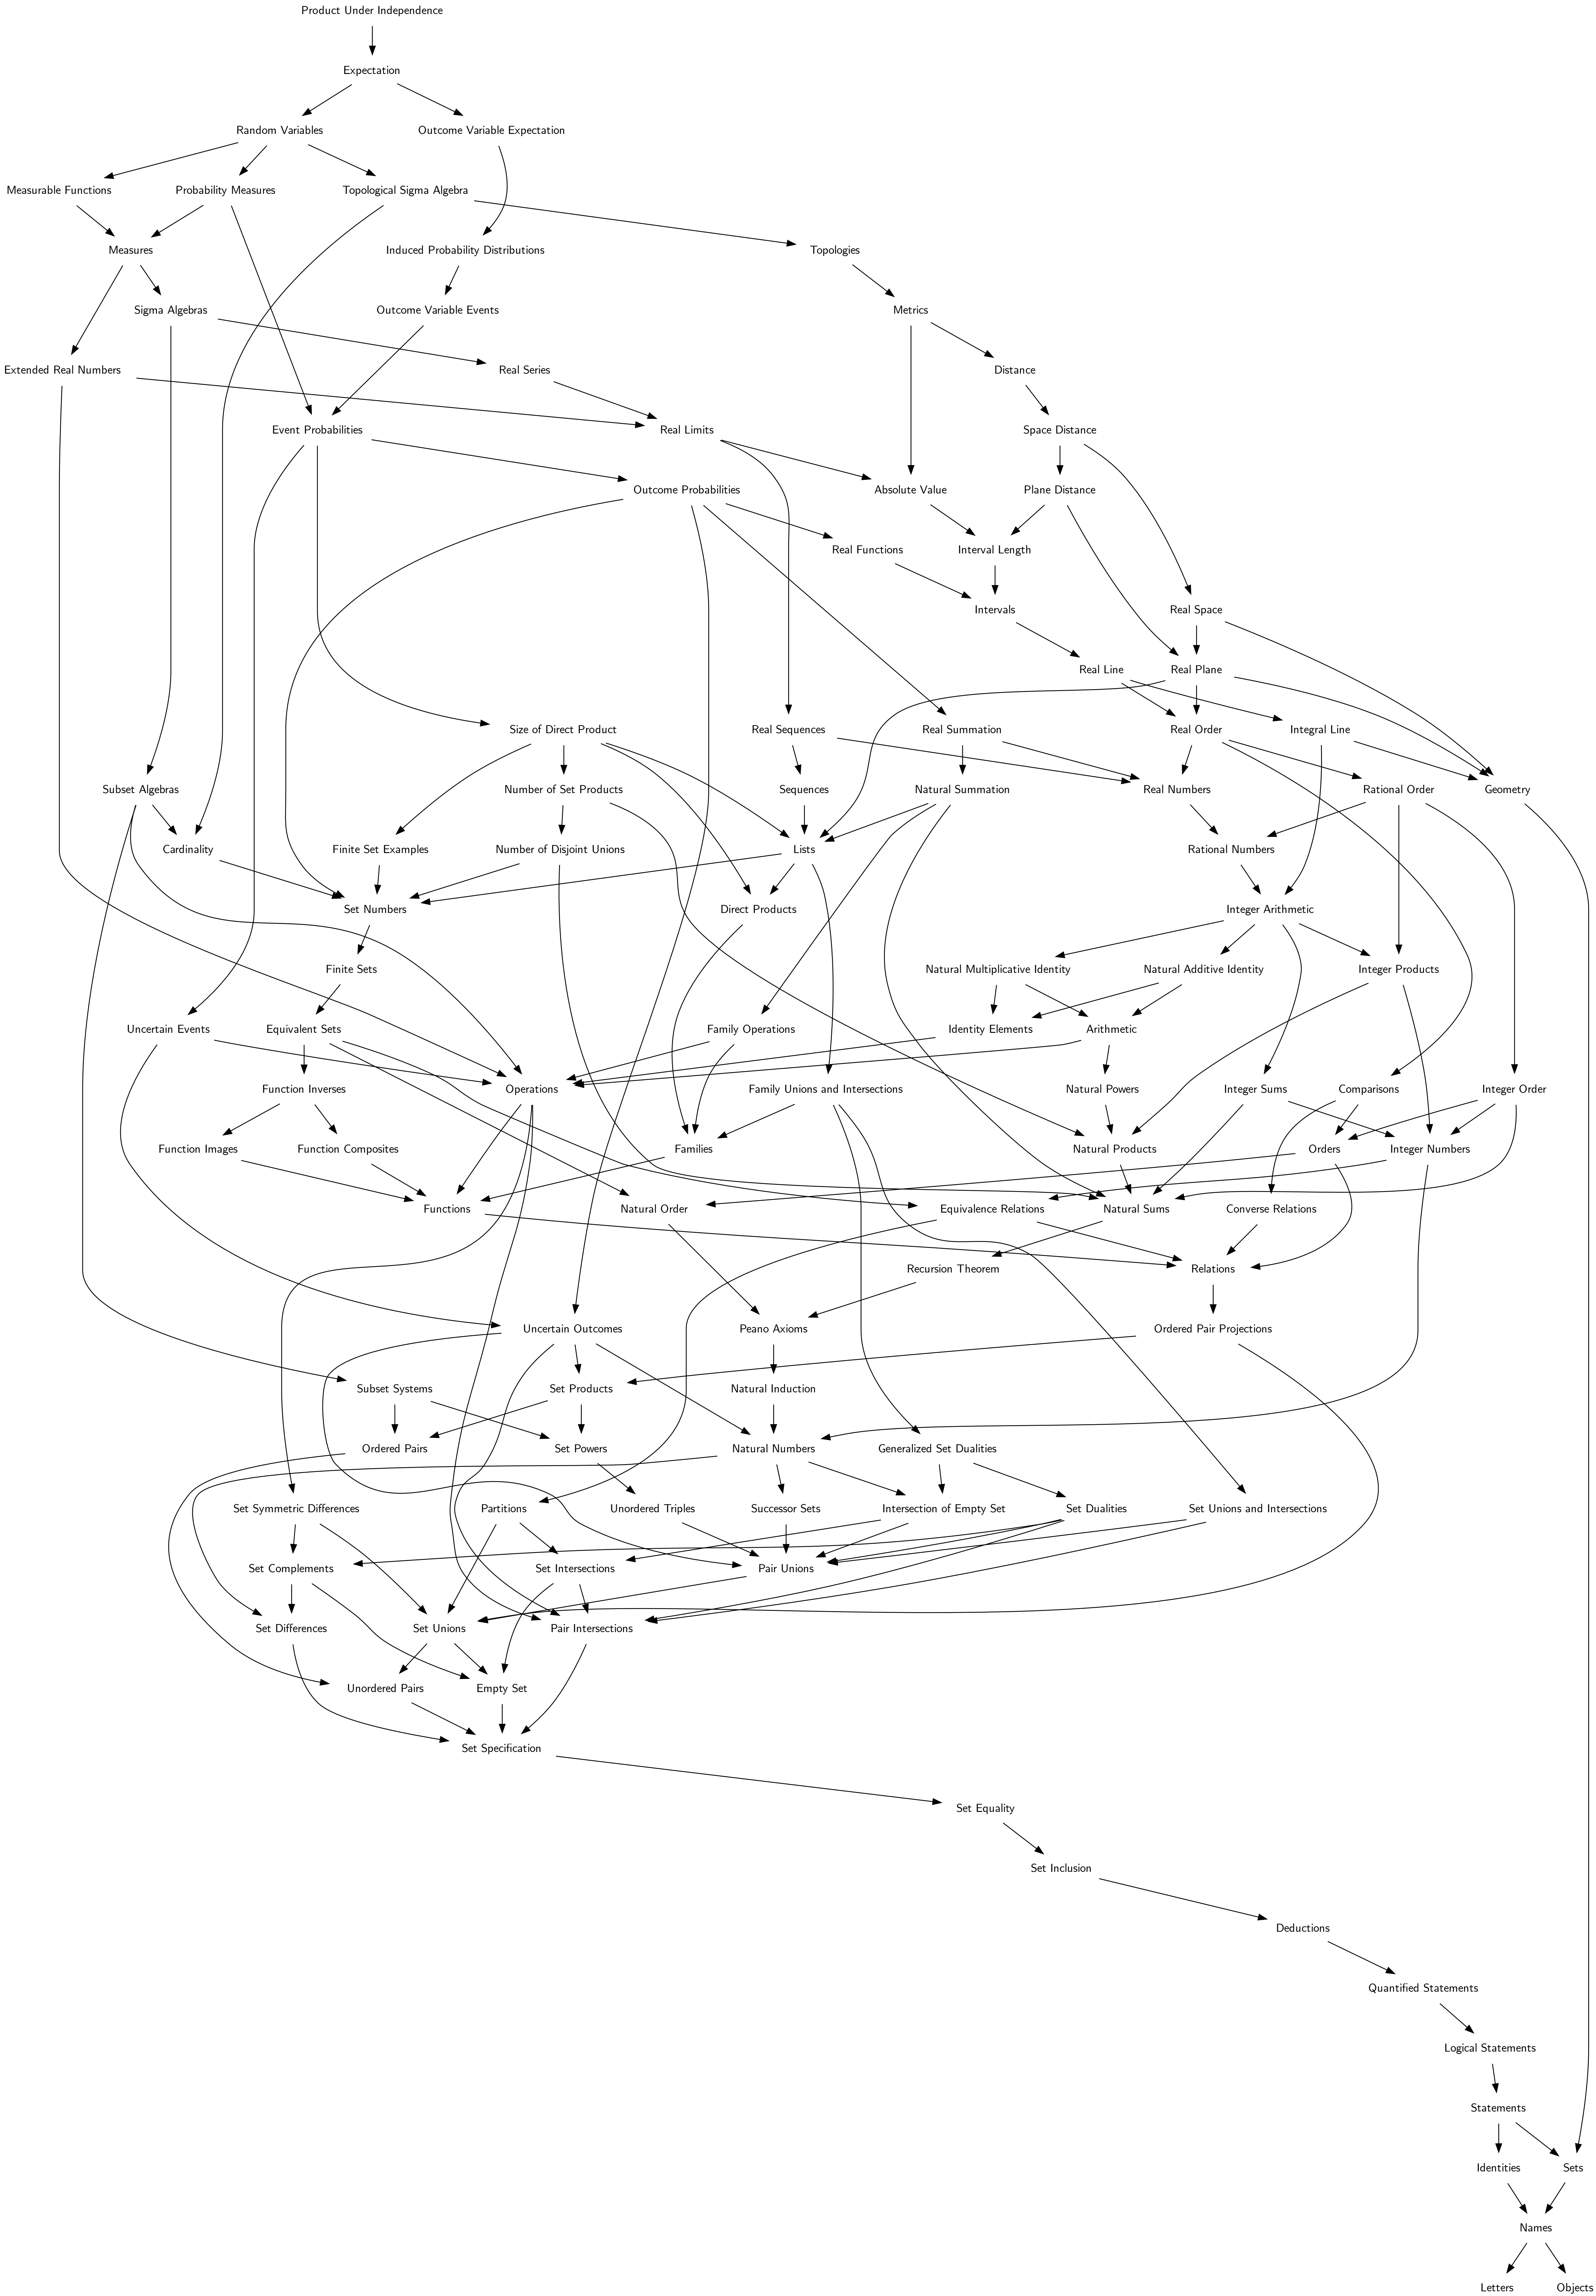 Product Under Independence
Expectation
Random Variables
Outcome Variable Expectation
Measurable Functions
Probability Measures
Topological Sigma Algebra
Measures
Induced Probability Distributions
Topologies
Sigma Algebras
Outcome Variable Events
Metrics
Extended Real Numbers
Real Series
Distance
Event Probabilities
Real Limits
Space Distance
Outcome Probabilities
Absolute Value
Plane Distance
Real Functions
Interval Length
Intervals
Real Space
Real Line
Real Plane
Size of Direct Product
Real Sequences
Real Summation
Real Order
Integral Line
Subset Algebras
Number of Set Products
Sequences
Natural Summation
Real Numbers
Rational Order
Geometry
Cardinality
Finite Set Examples
Number of Disjoint Unions
Lists
Rational Numbers
Set Numbers
Direct Products
Integer Arithmetic
Finite Sets
Natural Multiplicative Identity
Natural Additive Identity
Integer Products
Uncertain Events
Equivalent Sets
Family Operations
Identity Elements
Arithmetic
Function Inverses
Operations
Family Unions and Intersections
Natural Powers
Integer Sums
Comparisons
Integer Order
Function Images
Function Composites
Families
Natural Products
Orders
Integer Numbers
Functions
Natural Order
Equivalence Relations
Natural Sums
Converse Relations
Recursion Theorem
Relations
Uncertain Outcomes
Peano Axioms
Ordered Pair Projections
Subset Systems
Set Products
Natural Induction
Ordered Pairs
Set Powers
Natural Numbers
Generalized Set Dualities
Set Symmetric Differences
Partitions
Unordered Triples
Successor Sets
Intersection of Empty Set
Set Dualities
Set Unions and Intersections
Set Complements
Set Intersections
Pair Unions
Set Differences
Set Unions
Pair Intersections
Unordered Pairs
Empty Set
Set Specification
Set Equality
Set Inclusion
Deductions
Quantified Statements
Logical Statements
Statements
Identities
Sets
Names
Letters
Objects